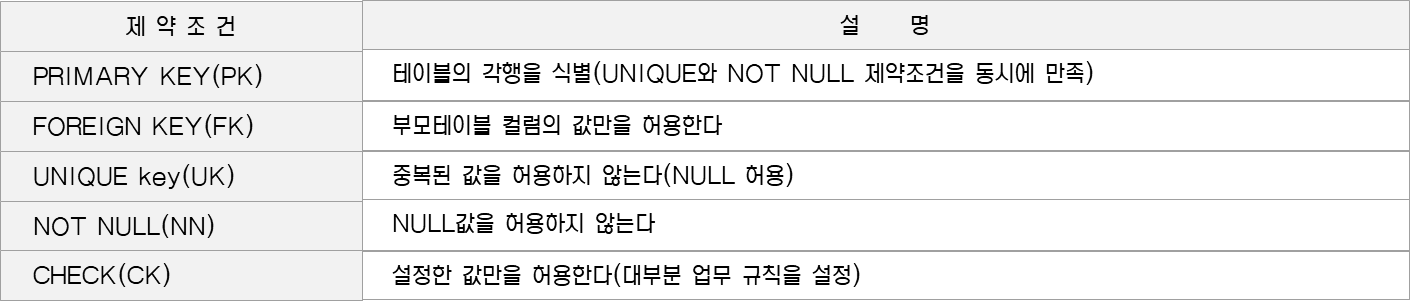 제 약 조 건 설 명
PRIMARY KEY(PK) 테이블의 각행을 식별(UNIQUE와 NOT NULL 제약조건을 동시에 만족)
FOREIGN KEY(FK) 부모테이블 컬럼의 값만을 허용한다
UNIQUE key(UK) 중복된 값을 허용하지 않는다(NULL 허용)
NOT NULL(NN) NULL값을 허용하지 않는다
CHECK(CK) 설정한 값만을 허용한다(대부분 업무 규칙을 설정)